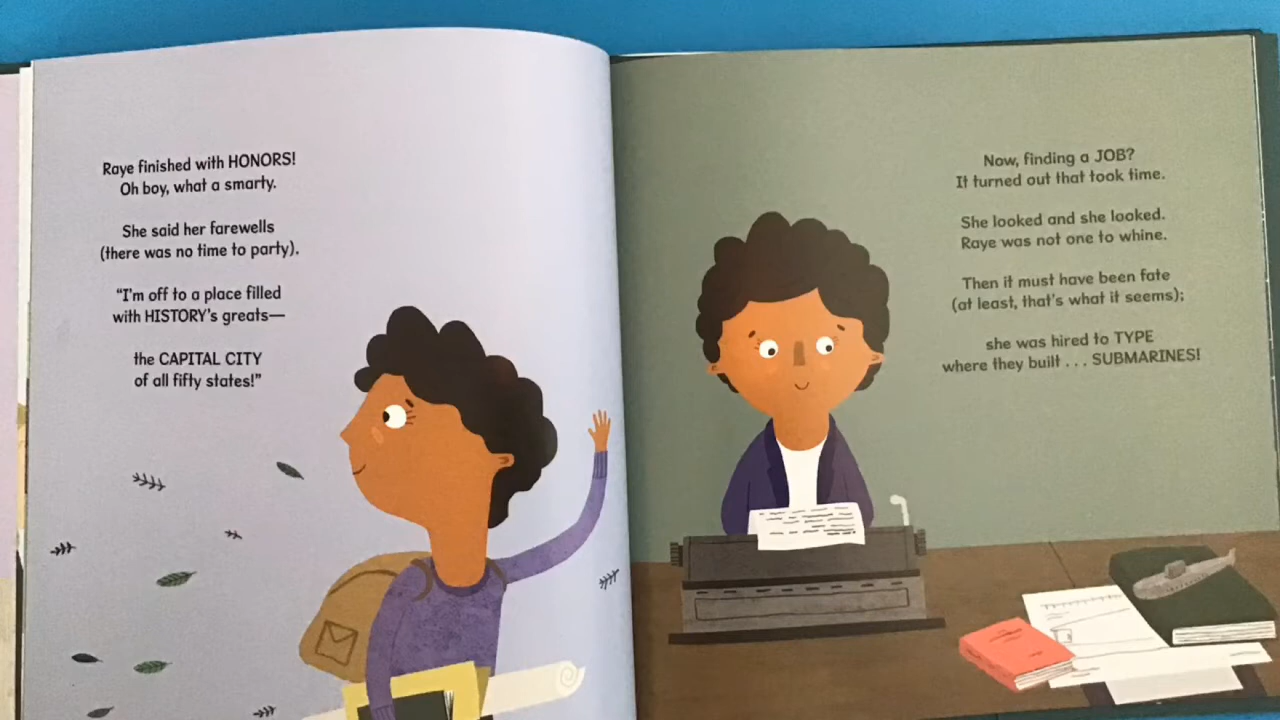 Raye finished with HONORS!
Oh boy, what a smarty.
She said her farewells
(there was no time to party).
“I’m off to a place filled
with HISTORY’s greats—
the CAPITAL CITY
of all fifty states!”
Now, finding a JOB?
It turned out that took time.
She looked and she looked.
Raye was not one to whine.
Then it must have been fate
(at least, that’s what it seems);
she was hired to TYPE
where they built . . . SUBMARINES!